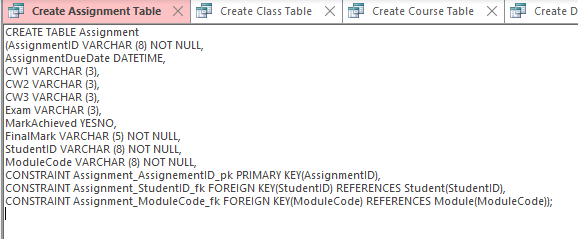 Create Assignment Table
Create Class Table
Create Course Table
Create D
CREATE TABLE Assignment
(AssignmentID VARCHAR (8) NOT NULL,
AssignmentDueDate DATETIME,
CW1 VARCHAR (3),
CW2 VARCHAR (3),
CW3 VARCHAR (3),
Exam VARCHAR (3),
MarkAchieved YESNO,
FinalMark VARCHAR (5) NOT NULL,
StudentID VARCHAR (8) NOT NULL,
ModuleCode VARCHAR (8) NOT NULL,
CONSTRAINT Assignment_AssignementID_pk PRIMARY KEY(AssignmentID),
CONSTRAINT Assignment_StudentID_fk FOREIGN KEY(StudentID) REFERENCES Student(StudentID),
CONSTRAINT Assignment_ModuleCode_fk FOREIGN KEY(ModuleCode) REFERENCES Module(ModuleCode));